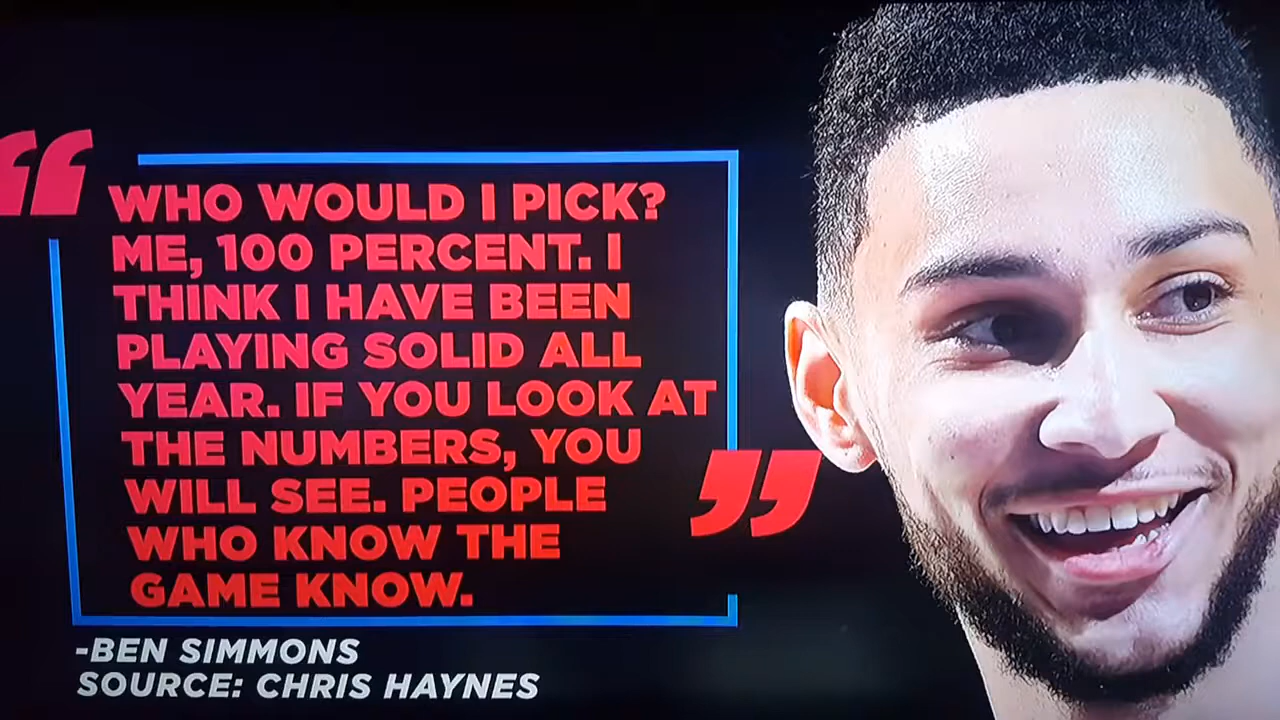 WHO WOULD I PICK?
ME, 100 PERCENT. I
THINK I HAVE BEEN
PLAYING SOLID ALL
YEAR. IF YOU LOOK AT
THE NUMBERS, YOU
WILL SEE. PEOPLE
WHO KNOW THE
GAME KNOW.
-BEN SIMMONS
SOURCE: CHRIS HAYNES